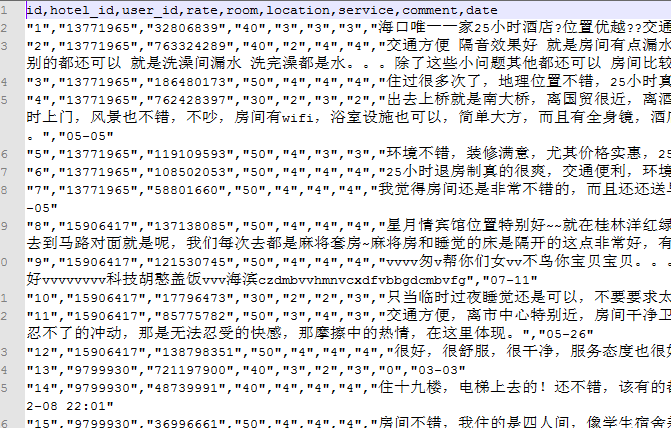 1 id,hotel_id,user_id,rate,room,location,service,comment,date
2 "1","13771965","32806839","40","3","3","3","海口唯一一家25小时酒店?位置优越??交通
3 "2","13771965","763324289","40","2","4","4","交通方便 隔音效果好 就是房间有点漏水
别的都还可以 就是洗澡间漏水 洗完澡都是水。。。除了这些小问题其他都还可以 房间比较
4 "3","13771965","186480173","50","4","4","4","住过很多次了，地理位置不错，25小时真
5 "4","13771965","762428397","30","2","3","2","出去上桥就是南大桥，离国贸很近，离酒
时上门，风景也不错，不吵，房间有wifi，浴室设施也可以，简单大方，而且有全身镜，酒店
。","05-05"
6 "5","13771965","119109593","50","4","3","3","环境不错，装修满意，尤其价格实惠，25
7 "6","13771965","108502053","50","4","4","4","25小时退房制真的很爽，交通便利，环境
8 "7","13771965","58801660","50","4","4","4","我觉得房间还是非常不错的，而且还还送早
-05"
9 "8","15906417","137138085","50","4","4","4","星月情宾馆位置特别好~~就在桂林洋红绿
去到马路对面就是呢，我们每次去都是麻将套房~麻将房和睡觉的床是隔开的这点非常好，有
0 "9","15906417","121530745","50","4","4","4","vvvv匆v帮你们女vv不鸟你宝贝宝贝。。。
好vvvvvvvv科技胡憨盖饭vvv海滨czdmbvvhmnvcxdfvbbgdcmbvfg","07-11"
1 "10","15906417","17796473","30","2","2","3","只当临时过夜睡觉还是可以，不要要求太
2 "11","15906417","85775782","50","3","4","3","交通方便，离市中心特别近，房间干净卫
忍不了的冲动，那是无法忍受的快感，那摩擦中的热情，在这里体现。","05-26"
3 "12","15906417","138798351","50","4","4","4","很好，很舒服，很干净，服务态度也很好
4 "13","9799930","721197900","40","3","2","3","0","03-03"
5 "14","9799930","48739991","40","4","4","4","住十九楼，电梯上去的！还不错，该有的都
2-08 22:01"
6 "15","9799930","36996661","50","4","4","4","房间不错，我住的是四人间，像学生宿舍